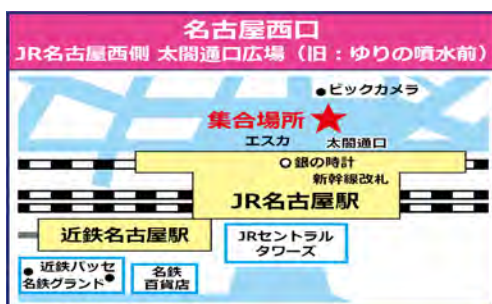 名古屋西口
JR名古屋西側 太閤通口広場（旧：ゆりの噴水前）
●ビックカメラ
集合場所
エスカ
太閤通口
銀の時計
新幹線改札
JR名古屋駅
近鉄名古屋駅
JRセントラル
タワーズ
近鉄パッセ
名鉄グランド
名鉄
百貨店